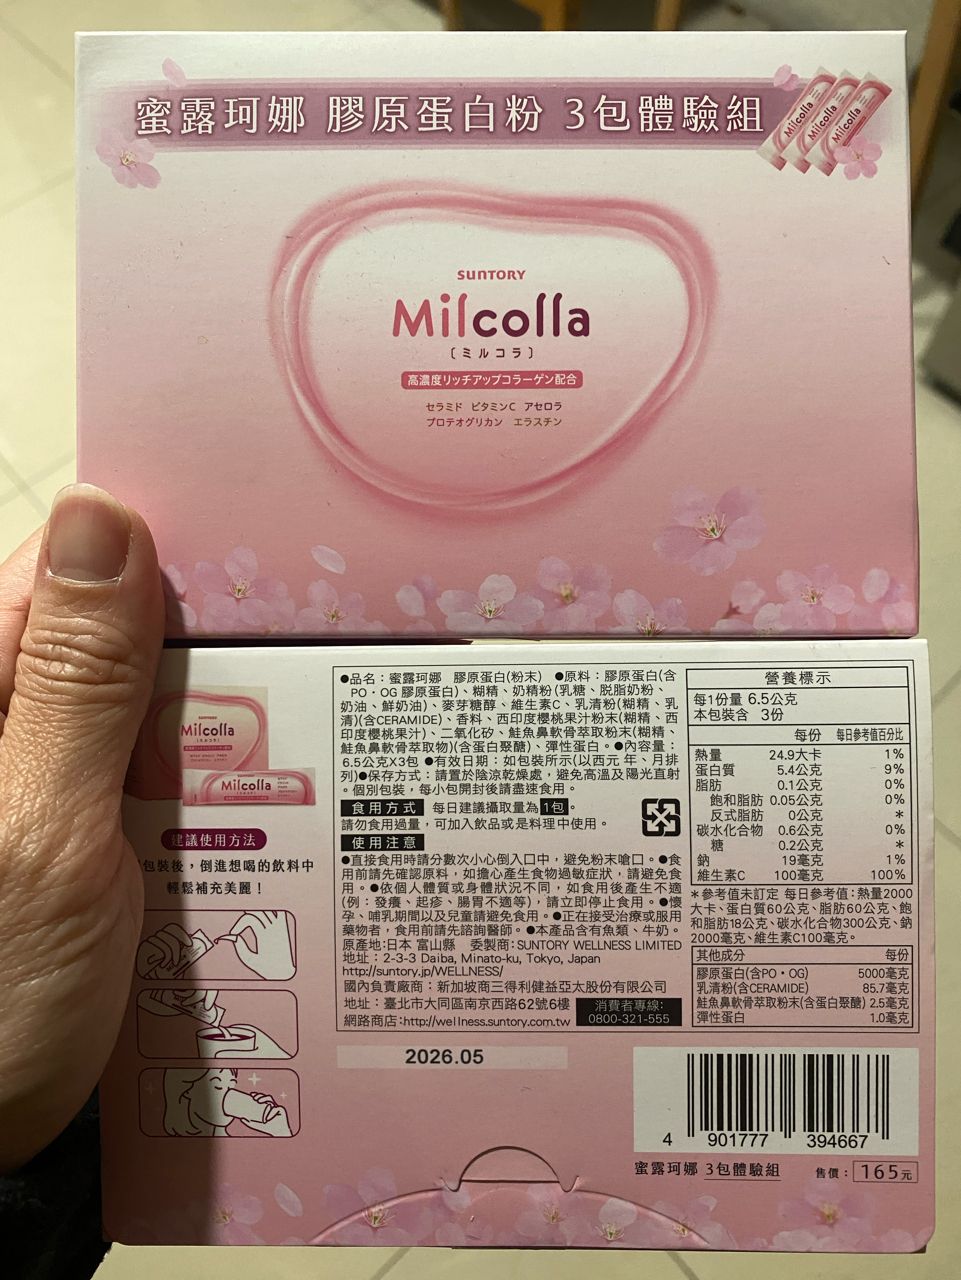 蜜露珂娜 膠原蛋白粉 3包體驗組
Milcolla
Milcolla
Milcolla
SUNTORY
Milcolla
〔ミルコラ〕
高濃度リッチアップコラーゲン配合
セラミド ビタミンC アセロラ
プロテオグリカン エラスチン
SUNTORY
Milcolla
〔ミルコラ〕
Milcolla
建議使用方法
包裝後，倒進想喝的飲料中
輕鬆補充美麗！
●品名：蜜露珂娜 膠原蛋白(粉末) ●原料：膠原蛋白(含
PO・OG 膠原蛋白)、糊精、奶精粉(乳糖、脱脂奶粉、
奶油、鮮奶油)、麥芽糖醇、維生素C、乳清粉(糊精、乳
清)(含CERAMIDE)、香料、西印度櫻桃果汁粉末(糊精、西
印度櫻桃果汁)、二氧化矽、鮭魚鼻軟骨萃取粉末(糊精、
鮭魚鼻軟骨萃取物)(含蛋白聚醣)、彈性蛋白。●內容量：
6.5公克X3包 ●有效日期：如包裝所示(以西元 年、月排
列)●保存方式：請置於陰涼乾燥處，避免高溫及陽光直射
。個別包裝，每小包開封後請盡速食用。
食用方式 每日建議攝取量為1包。
請勿食用過量，可加入飲品或是料理中使用。
使用注意
●直接食用時請分數次小心倒入口中，避免粉末嗆口。●食
用前請先確認原料，如擔心產生食物過敏症狀，請避免食
用。●依個人體質或身體狀況不同，如食用後產生不適
(例：發癢、起疹、腸胃不適等)，請立即停止食用。●懷
孕、哺乳期間以及兒童請避免食用。●正在接受治療或服用
藥物者，食用前請先諮詢醫師。●本產品含有魚類、牛奶。
原產地:日本 富山縣 委製商：SUNTORY WELLNESS LIMITED
地址：2-3-3 Daiba, Minato-ku, Tokyo, Japan
http://suntory.jp/WELLNESS/
國內負責廠商：新加坡商三得利健益亞太股份有限公司
地址：臺北市大同區南京西路62號6樓
網路商店:http://wellness.suntory.com.tw
消費者專線:
0800-321-555
營養標示
每1份量 6.5公克
本包裝含 3份
每份 每日參考值百分比
熱量 24.9大卡 1%
蛋白質 5.4公克 9%
脂肪 0.1公克 0%
飽和脂肪 0.05公克 0%
反式脂肪 0公克 *
碳水化合物 0.6公克 0%
糖 0.2公克 *
鈉 19毫克 1%
維生素C 100毫克 100%
*參考值未訂定 每日參考值：熱量2000
大卡、蛋白質60公克、脂肪60公克、飽
和脂肪18公克、碳水化合物300公克、鈉
2000毫克、維生素C100毫克。
其他成分 每份
膠原蛋白(含PO・OG) 5000毫克
乳清粉(含CERAMIDE) 85.7毫克
鮭魚鼻軟骨萃取粉末(含蛋白聚醣) 2.5毫克
彈性蛋白 1.0毫克
2026.05
4 901777 394667
蜜露珂娜 3包體驗組 售價：165元